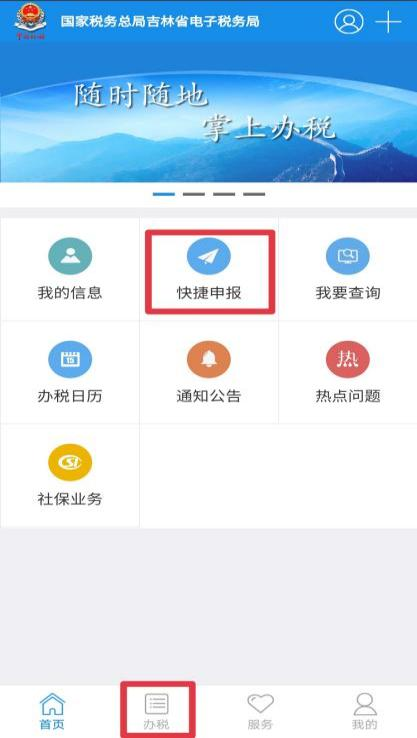 国家税务总局吉林省电子税务局
随时随地
掌上办税
我的信息
快捷申报
我要查询
15
办税日历
通知公告
热
热点问题
社保业务
首页
办税
服务
我的